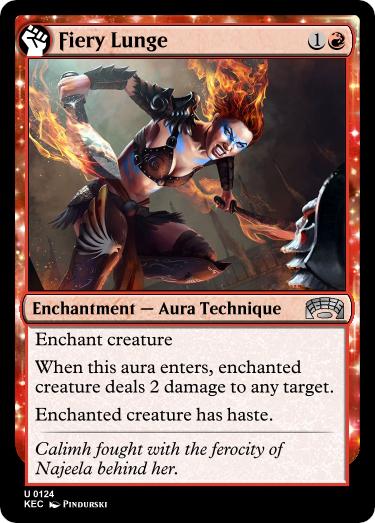 Fiery Lunge 1
Enchantment — Aura Technique
Enchant creature
When this aura enters, enchanted
creature deals 2 damage to any target.
Enchanted creature has haste.
Calimh fought with the ferocity of
Najeela behind her.
U 0124
KEC Pindurski